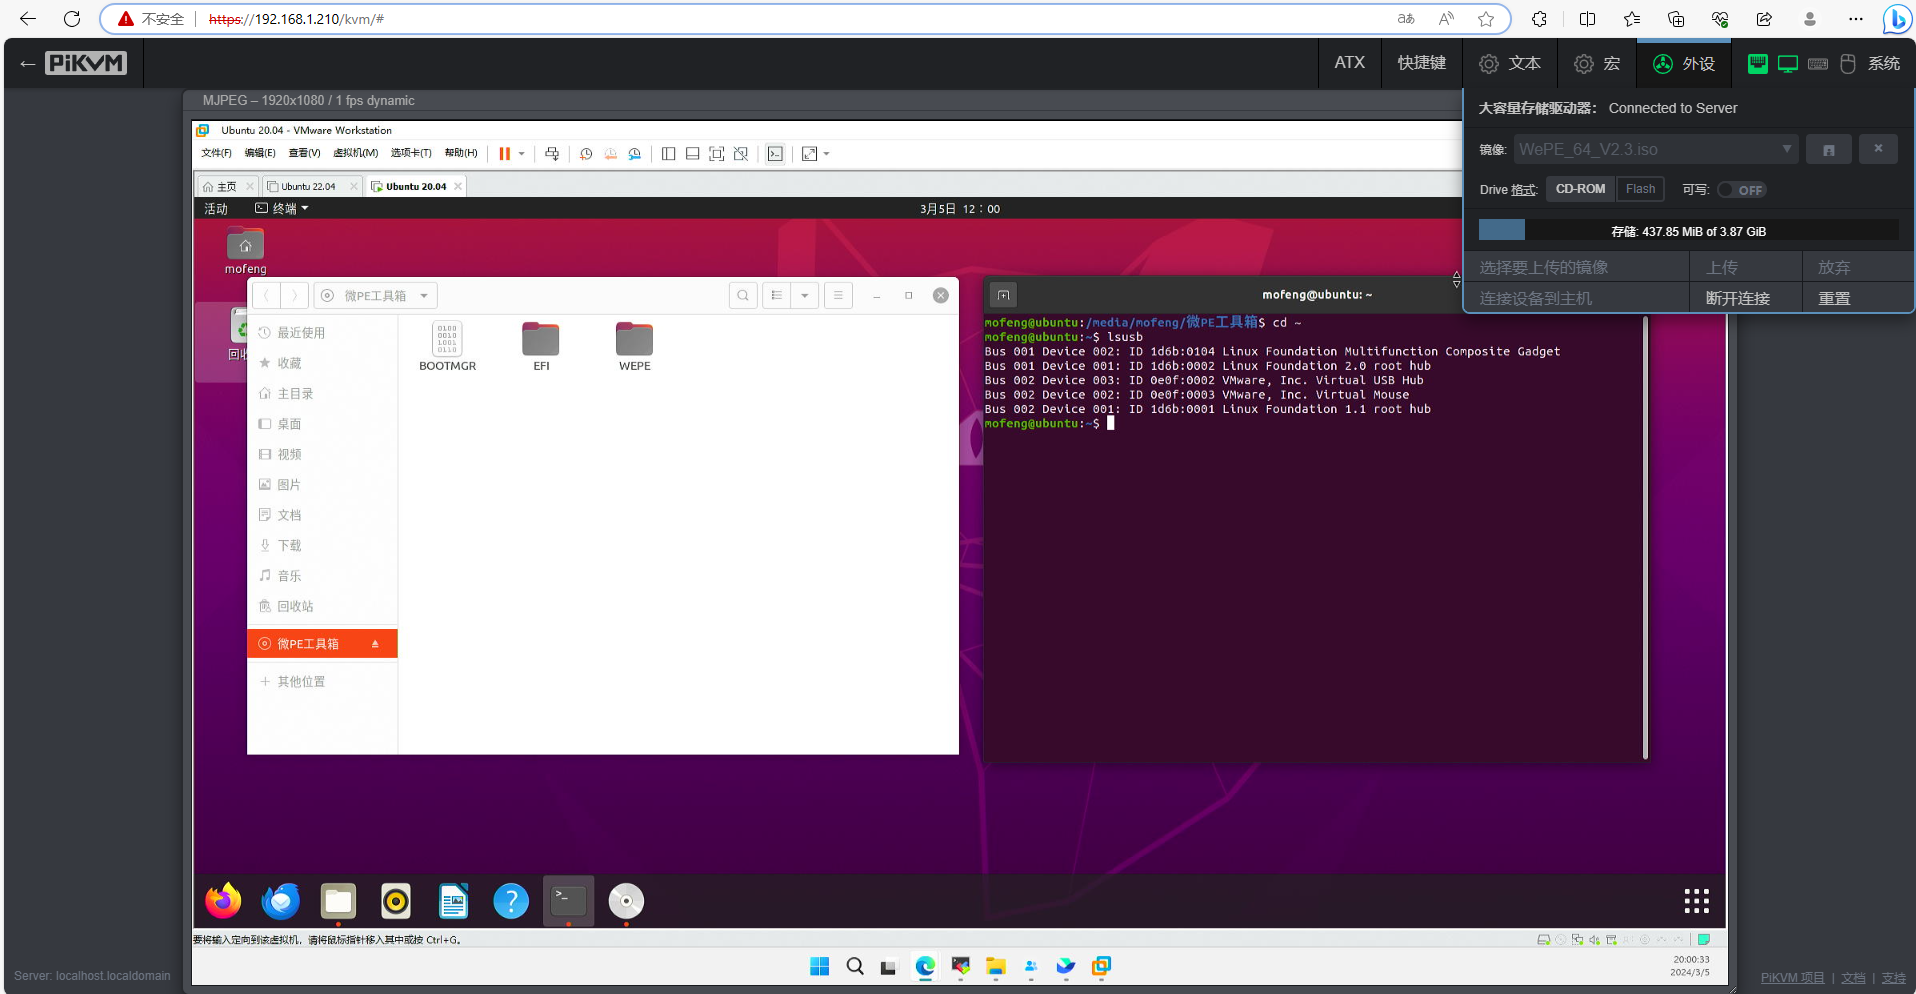 不安全 https://192.168.1.210/kvm/#
PiKVM ATX 快捷键 文本 宏 外设 系统
MJPEG – 1920x1080 / 1 fps dynamic
大容量存储驱动器: Connected to Server
镜像: WePE_64_V2.3.iso
Drive 格式: CD-ROM Flash 可写: OFF
存储: 437.85 MiB of 3.87 GiB
选择要上传的镜像 上传 放弃
连接设备到主机 断开连接 重置
Ubuntu 20.04 - VMware Workstation
文件(F) 编辑(E) 查看(V) 虚拟机(M) 选项卡(T) 帮助(H)
主页 Ubuntu 22.04 Ubuntu 20.04
活动 终端 3月5日 12:00
mofeng
回收
微PE工具箱
最近使用
收藏
主目录
桌面
视频
图片
文档
下载
音乐
回收站
微PE工具箱
其他位置
BOOTMGR EFI WEPE
mofeng@ubuntu: ~
mofeng@ubuntu:/media/mofeng/微PE工具箱$ cd ~
mofeng@ubuntu:~$ lsusb
Bus 001 Device 002: ID 1d6b:0104 Linux Foundation Multifunction Composite Gadget
Bus 001 Device 001: ID 1d6b:0002 Linux Foundation 2.0 root hub
Bus 002 Device 003: ID 0e0f:0002 VMware, Inc. Virtual USB Hub
Bus 002 Device 002: ID 0e0f:0003 VMware, Inc. Virtual Mouse
Bus 002 Device 001: ID 1d6b:0001 Linux Foundation 1.1 root hub
mofeng@ubuntu:~$
要将输入定向到该虚拟机，请将鼠标指针移入其中或按 Ctrl+G。
20:00:33
2024/3/5
Server: localhost.localdomain
PiKVM 项目 | 文档 | 支持